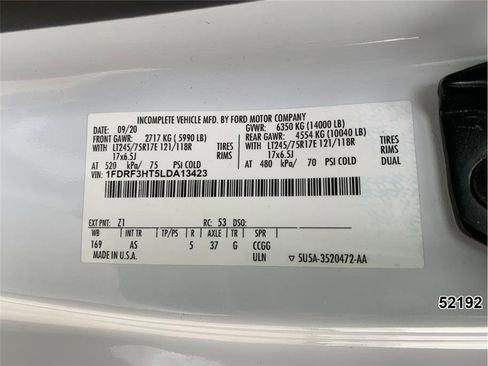 INCOMPLETE VEHICLE MFD. BY FORD MOTOR COMPANY
DATE: 09/20 GVWR: 6350 KG (14000 LB)
FRONT GAWR: 2717 KG ( 5990 LB) REAR GAWR: 4554 KG (10040 LB)
WITH LT245/75R17E 121/118R TIRES WITH LT245/75R17E 121/118R TIRES
17x6.5J RIMS 17x6.5J RIMS DUAL
AT 520 kPa/ 75 PSI COLD AT 480 kPa/ 70 PSI COLD
VIN: 1FDRF3HT5LDA13423
EXT PNT: Z1 RC: 53 DSO:
WB INT TR TP/PS R AXLE TR SPR
169 AS 5 37 G CCGG
MADE IN U.S.A. ULN 5U5A-3520472-AA
52192